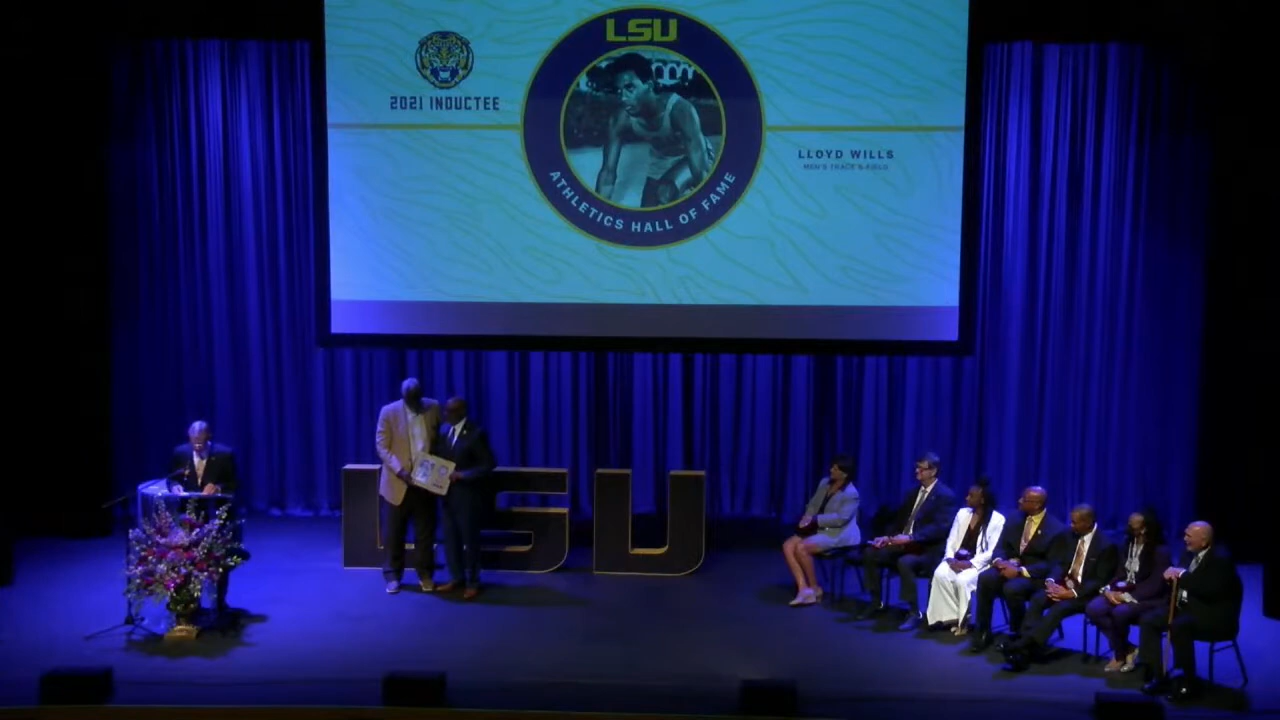 LSU
2021 INDUCTEE
LLOYD WILLS
MEN'S TRACK & FIELD
ATHLETICS HALL OF FAME
LSU